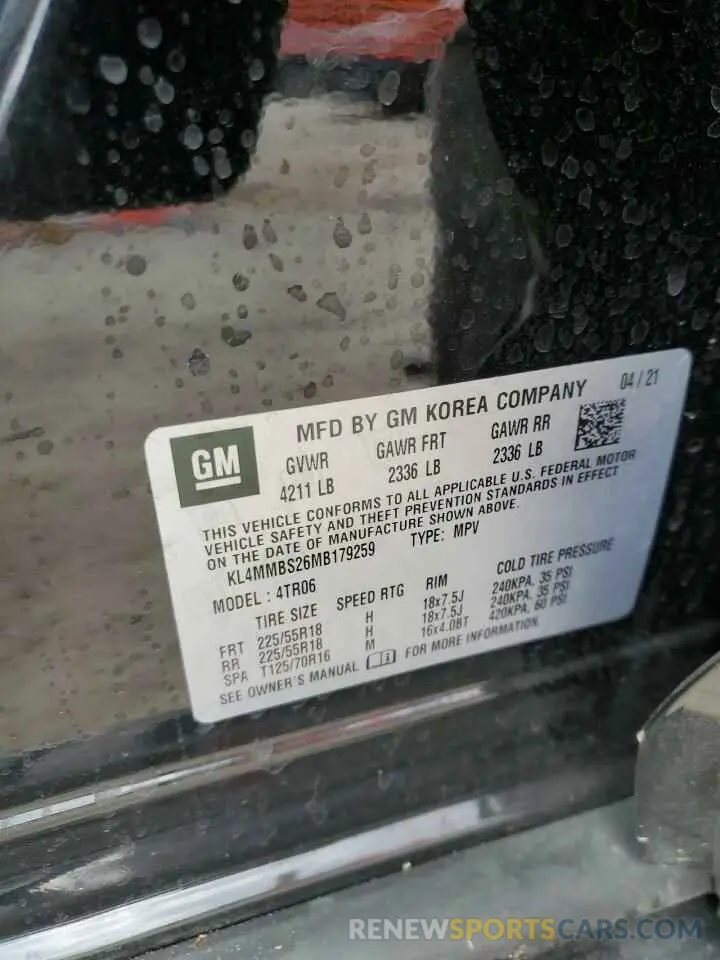 MFD BY GM KOREA COMPANY 04 / 21
GM
GVWR GAWR FRT GAWR RR
4211 LB 2336 LB 2336 LB
THIS VEHICLE CONFORMS TO ALL APPLICABLE U.S. FEDERAL MOTOR
VEHICLE SAFETY AND THEFT PREVENTION STANDARDS IN EFFECT
ON THE DATE OF MANUFACTURE SHOWN ABOVE.
KL4MMBS26MB179259 TYPE: MPV
MODEL : 4TR06
TIRE SIZE SPEED RTG RIM COLD TIRE PRESSURE
FRT 225/55R18 H 18x7.5J 240KPA, 35 PSI
RR 225/55R18 H 18x7.5J 240KPA, 35 PSI
SPA T125/70R16 M 16x4.0BT 420KPA, 60 PSI
SEE OWNER'S MANUAL FOR MORE INFORMATION.
RENEWSPORTSCARS.COM